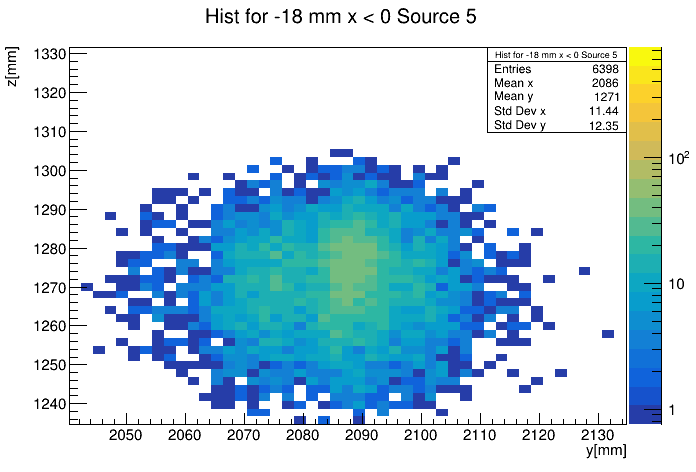 Hist for -18 mm x < 0 Source 5
z[mm]
1330
1320
1310
1300
1290
1280
1270
1260
1250
1240
Hist for -18 mm x < 0 Source 5
Entries 6398
Mean x 2086
Mean y 1271
Std Dev x 11.44
Std Dev y 12.35
10²
10
1
2050 2060 2070 2080 2090 2100 2110 2120 2130
y[mm]